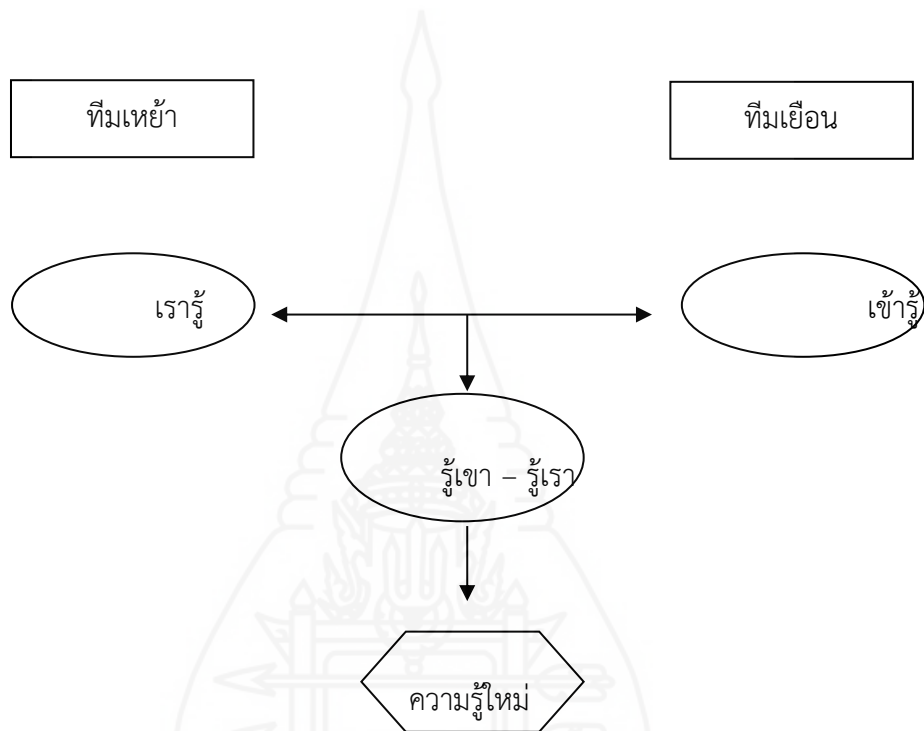 ทีมเหย้า
ทีมเยือน
เรารู้
เข้ารู้
รู้เขา – รู้เรา
ความรู้ใหม่